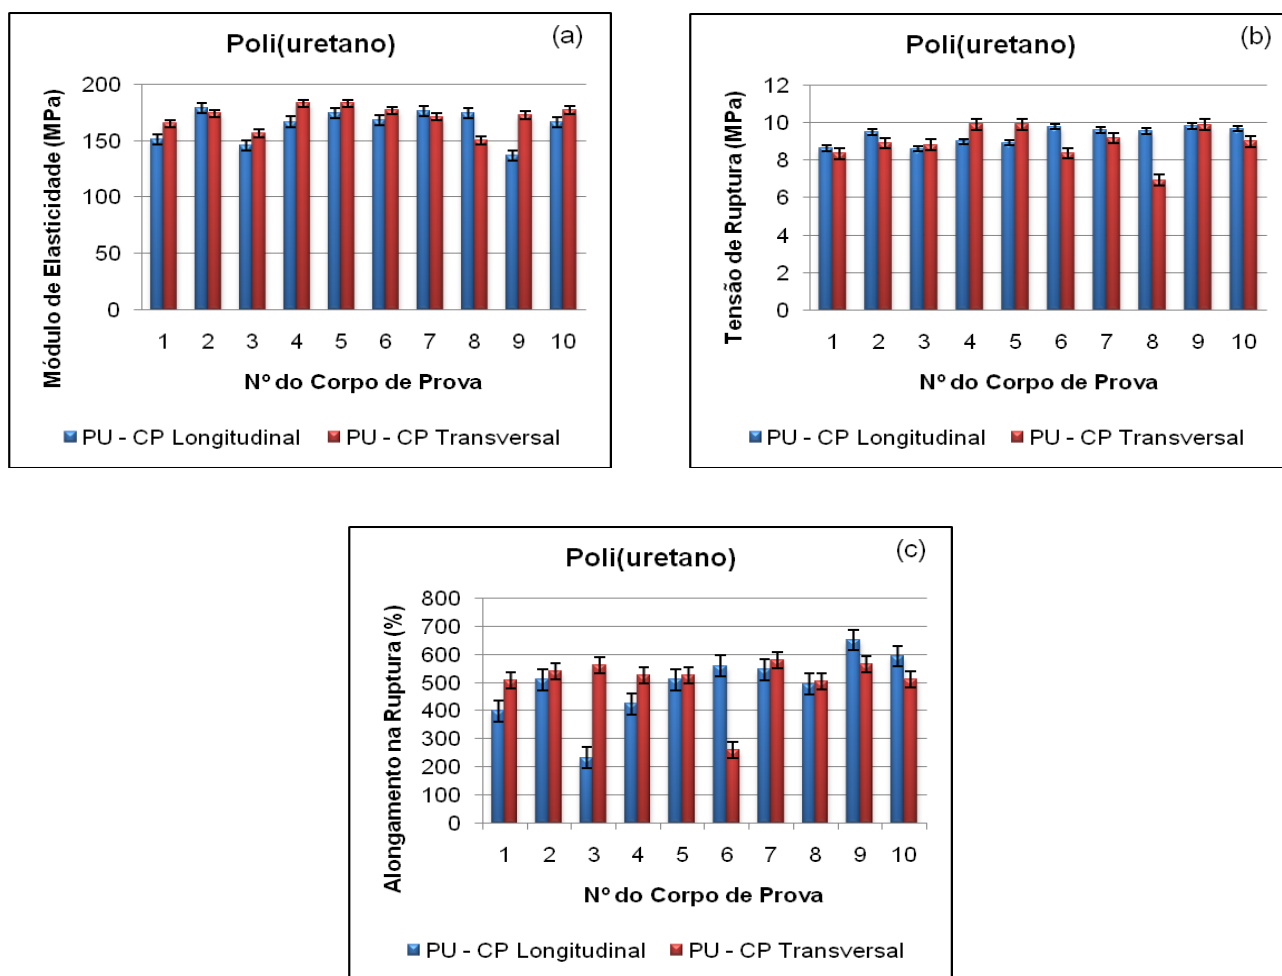 Poli(uretano)
(a)
Módulo de Elasticidade (MPa)
200
150
100
50
0
1 2 3 4 5 6 7 8 9 10
Nº do Corpo de Prova
PU - CP Longitudinal PU - CP Transversal
Poli(uretano)
(b)
Tensão de Ruptura (MPa)
12
10
8
6
4
2
0
1 2 3 4 5 6 7 8 9 10
Nº do Corpo de Prova
PU - CP Longitudinal PU - CP Transversal
Poli(uretano)
(c)
Alongamento na Ruptura (%)
800
700
600
500
400
300
200
100
0
1 2 3 4 5 6 7 8 9 10
Nº do Corpo de Prova
PU - CP Longitudinal PU - CP Transversal